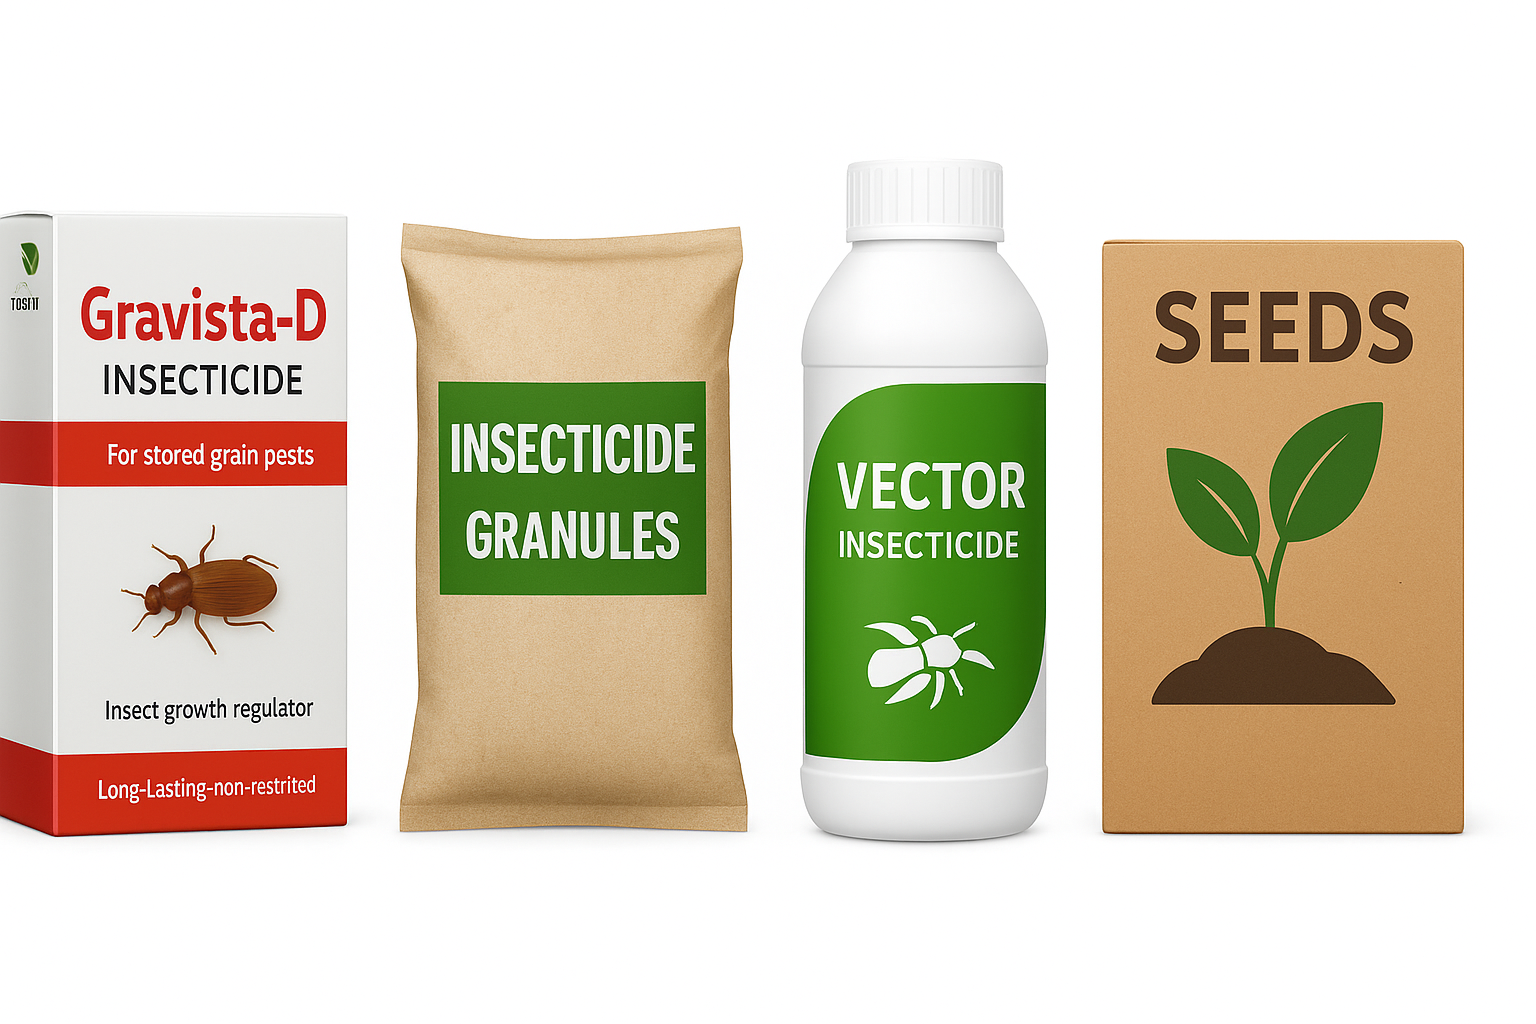 Gravista-D
INSECTICIDE
For stored grain pests
Insect growth regulator
Long-Lasting-non-restrited
INSECTICIDE
GRANULES
VECTOR
INSECTICIDE
SEEDS